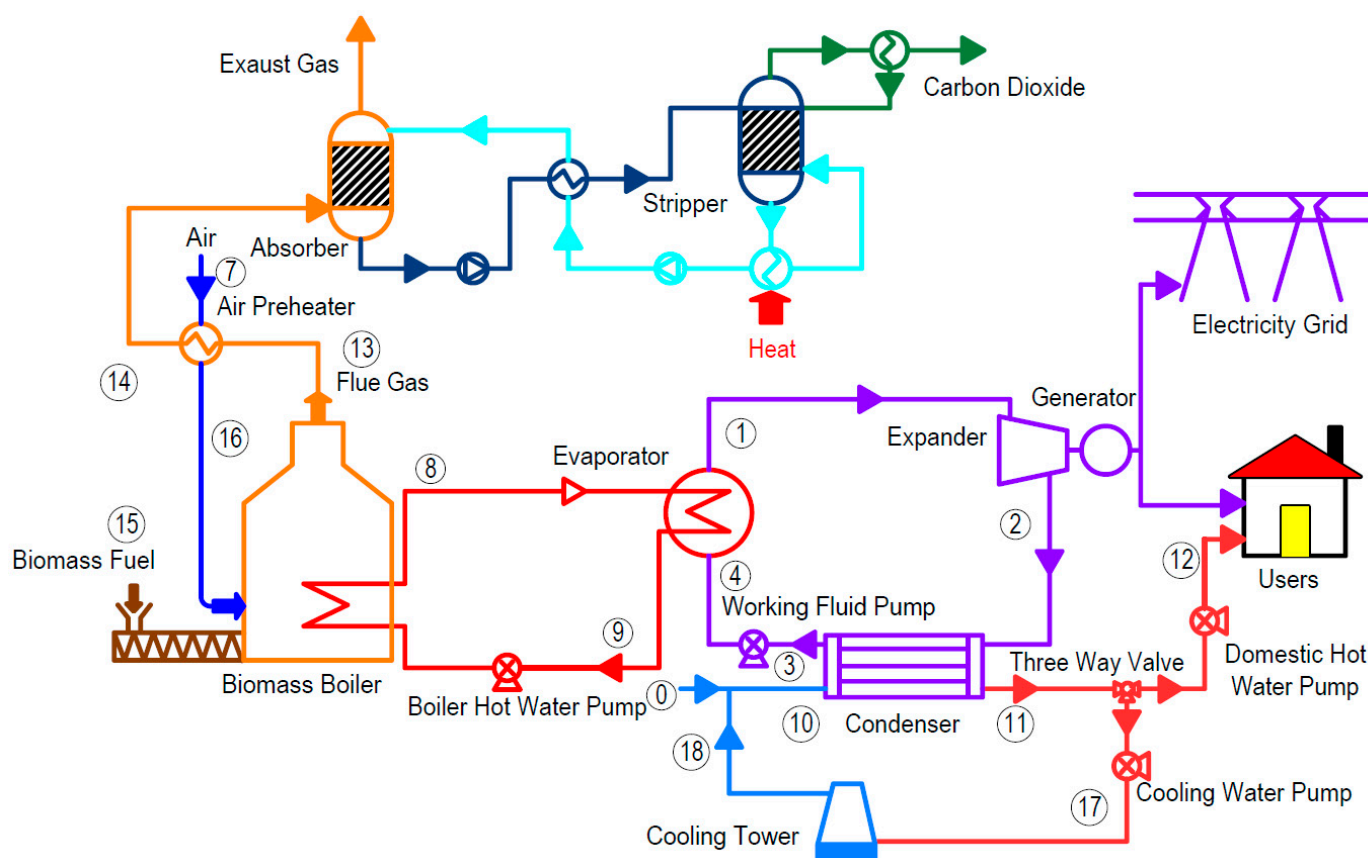 Exaust Gas
Carbon Dioxide
Stripper
Absorber
Air
7
Air Preheater
Heat
Electricity Grid
13
Flue Gas
14
16
Generator
Expander
1
Evaporator
8
2
15
Biomass Fuel
12
Users
4
Working Fluid Pump
9
3
Three Way Valve
Domestic Hot
Water Pump
Biomass Boiler
Boiler Hot Water Pump
0
10
Condenser
11
18
17
Cooling Water Pump
Cooling Tower